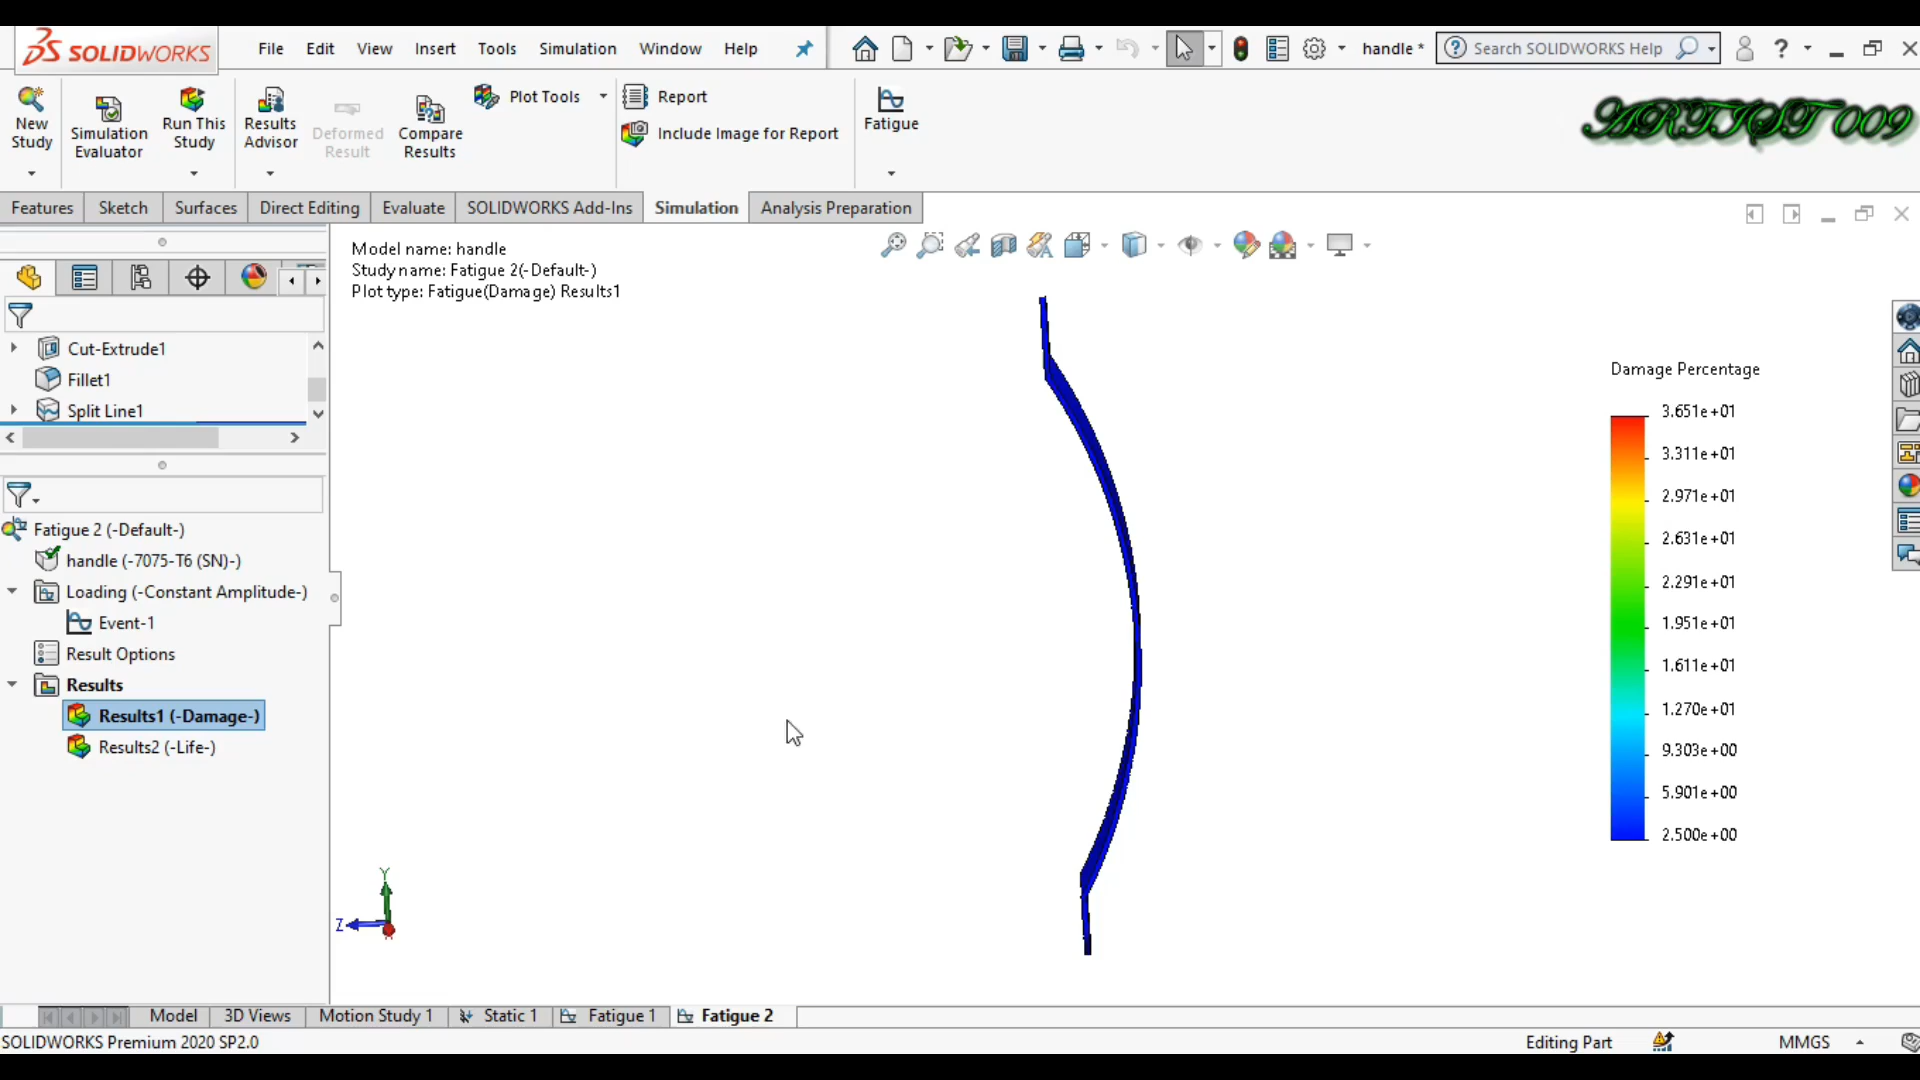 SOLIDWORKS
File Edit View Insert Tools Simulation Window Help
handle *
Search SOLIDWORKS Help
?
New Study
Simulation Evaluator
Run This Study
Results Advisor
Deformed Result
Compare Results
Plot Tools
Report
Include Image for Report
Fatigue
ARTIST 009
Features Sketch Surfaces Direct Editing Evaluate SOLIDWORKS Add-Ins Simulation Analysis Preparation
Model name: handle
Study name: Fatigue 2(-Default-)
Plot type: Fatigue(Damage) Results1
Cut-Extrude1
Fillet1
Split Line1
Fatigue 2 (-Default-)
handle (-7075-T6 (SN)-)
Loading (-Constant Amplitude-)
Event-1
Result Options
Results
Results1 (-Damage-)
Results2 (-Life-)
Damage Percentage
3.651e+01
3.311e+01
2.971e+01
2.631e+01
2.291e+01
1.951e+01
1.611e+01
1.270e+01
9.303e+00
5.901e+00
2.500e+00
Y
Z
Model 3D Views Motion Study 1 Static 1 Fatigue 1 Fatigue 2
SOLIDWORKS Premium 2020 SP2.0
Editing Part
MMGS